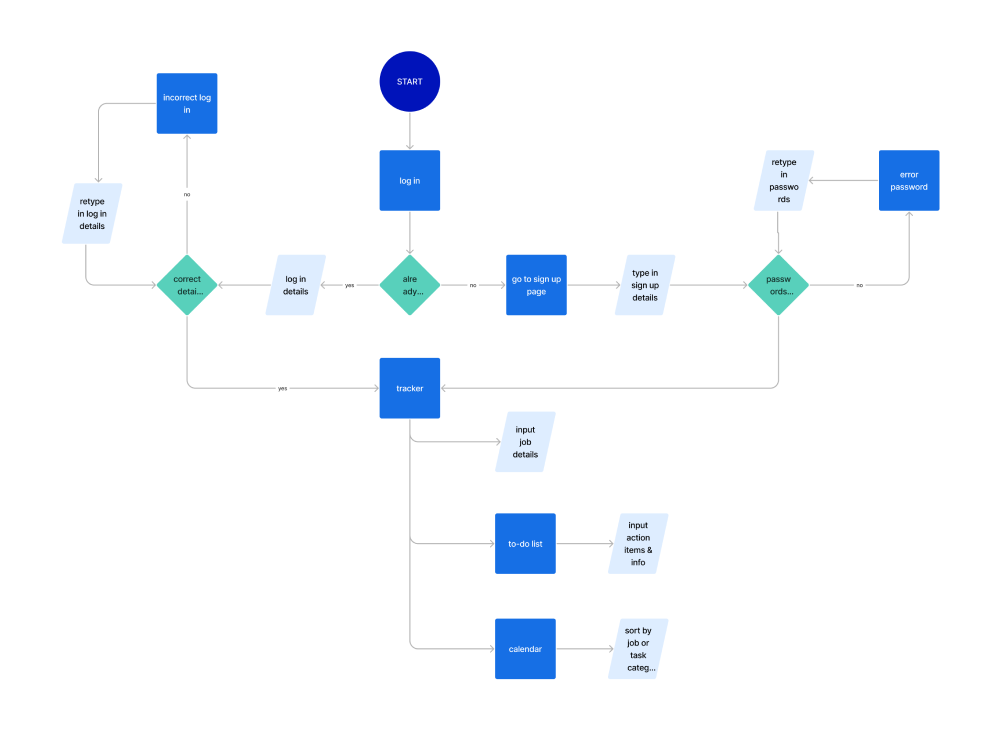 START
incorrect log
in
log in
retype
in
passwo
rds
error
password
no
retype
in log in
details
correct
detai...
log in
details
yes
alre
ady...
no
go to sign up
page
type in
sign up
details
passw
ords...
no
yes
tracker
input
job
details
to-do list
input
action
items &
info
calendar
sort by
job or
task
categ...